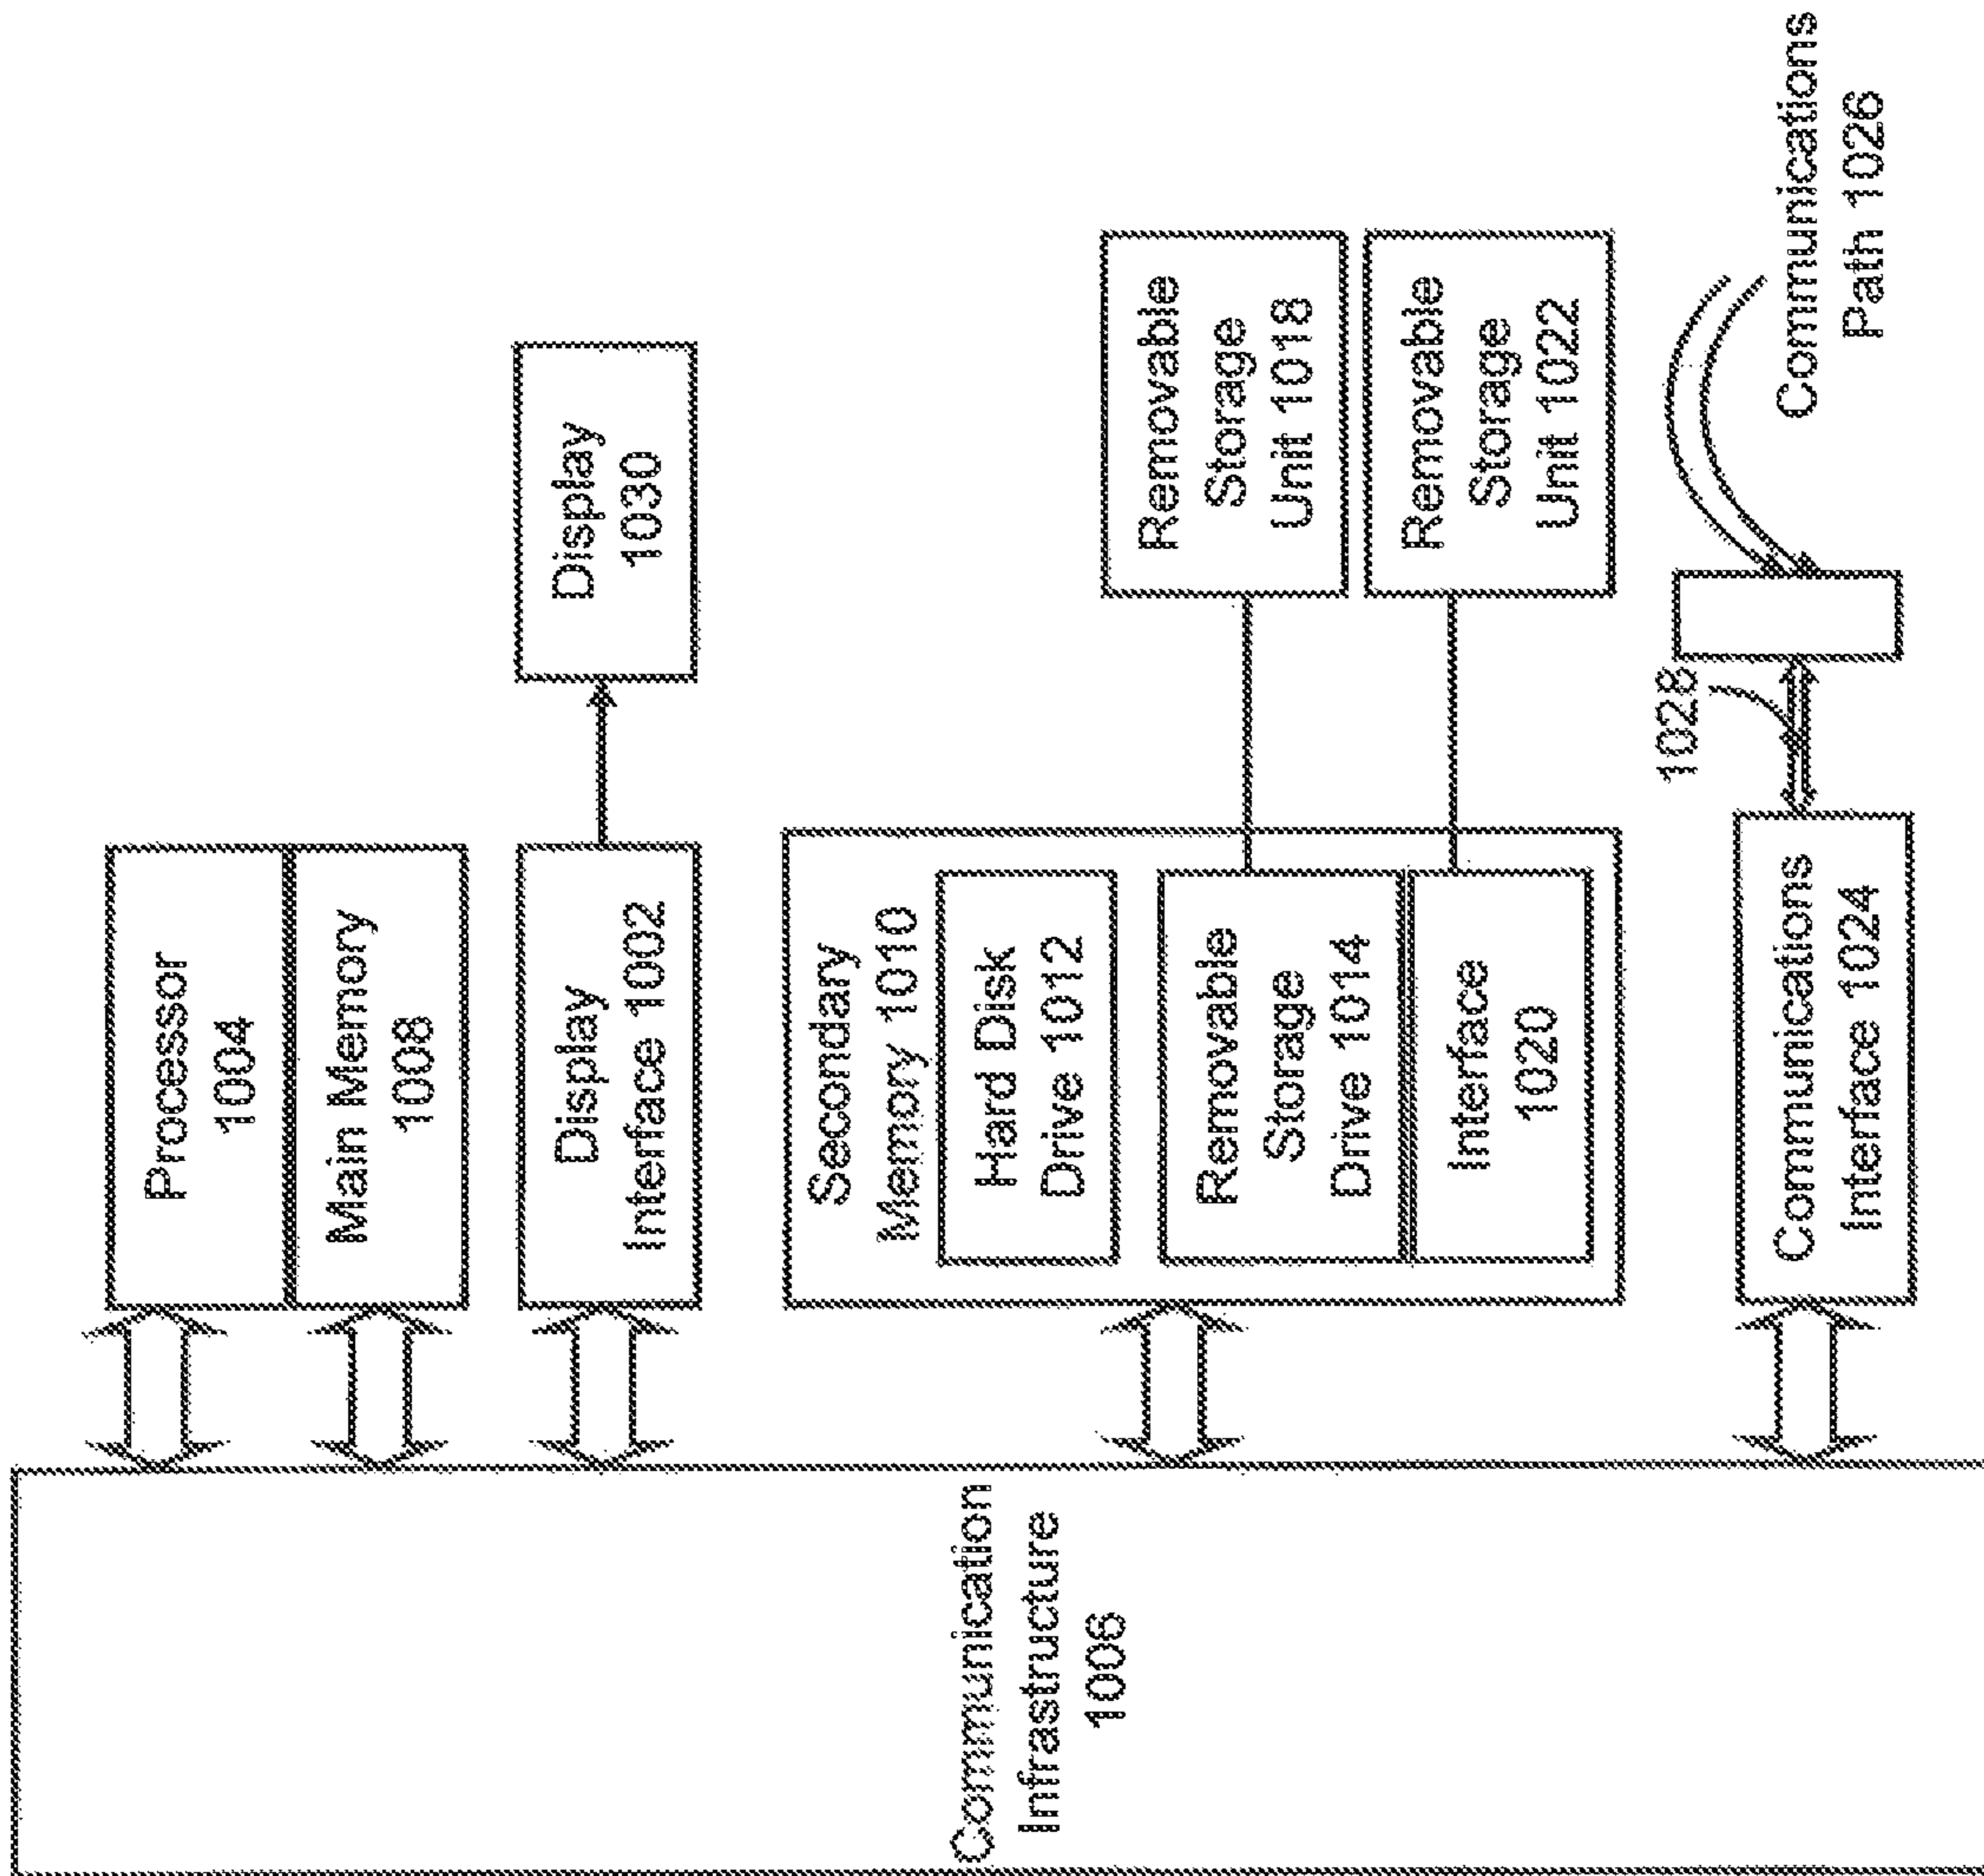 Processor
1004
Main Memory
1008
Display
Interface 1002
Display
1030
Secondary
Memory 1010
Hard Disk
Drive 1012
Removable
Storage
Drive 1014
Interface
1020
Removable
Storage
Unit 1018
Removable
Storage
Unit 1022
Communications
Interface 1024
1028
Communications
Path 1026
Communication
Infrastructure
1006